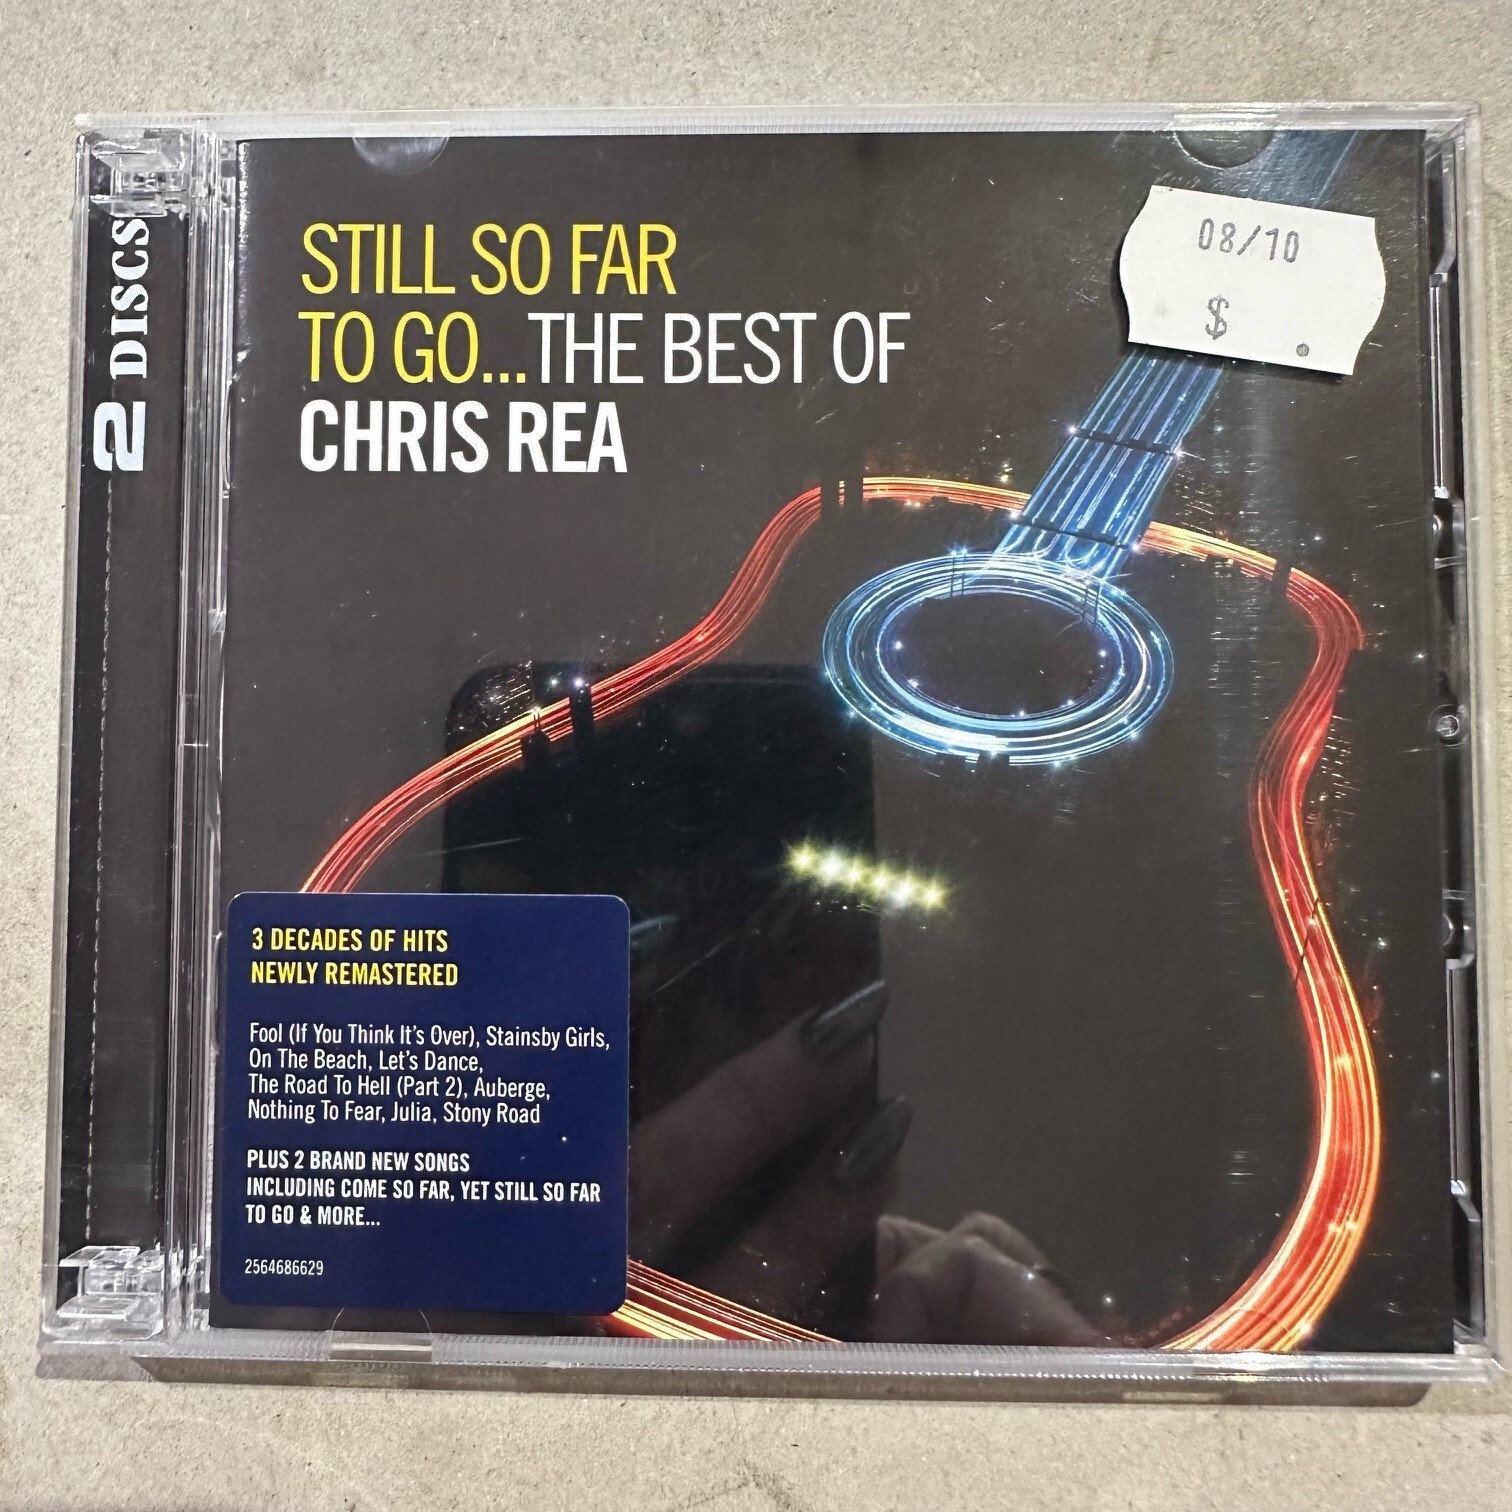 2 DISCS
STILL SO FAR
TO GO...THE BEST OF
CHRIS REA
08/10
$ .
3 DECADES OF HITS
NEWLY REMASTERED
Fool (If You Think It's Over), Stainsby Girls,
On The Beach, Let's Dance,
The Road To Hell (Part 2), Auberge,
Nothing To Fear, Julia, Stony Road
PLUS 2 BRAND NEW SONGS
INCLUDING COME SO FAR, YET STILL SO FAR
TO GO & MORE...
2564686629